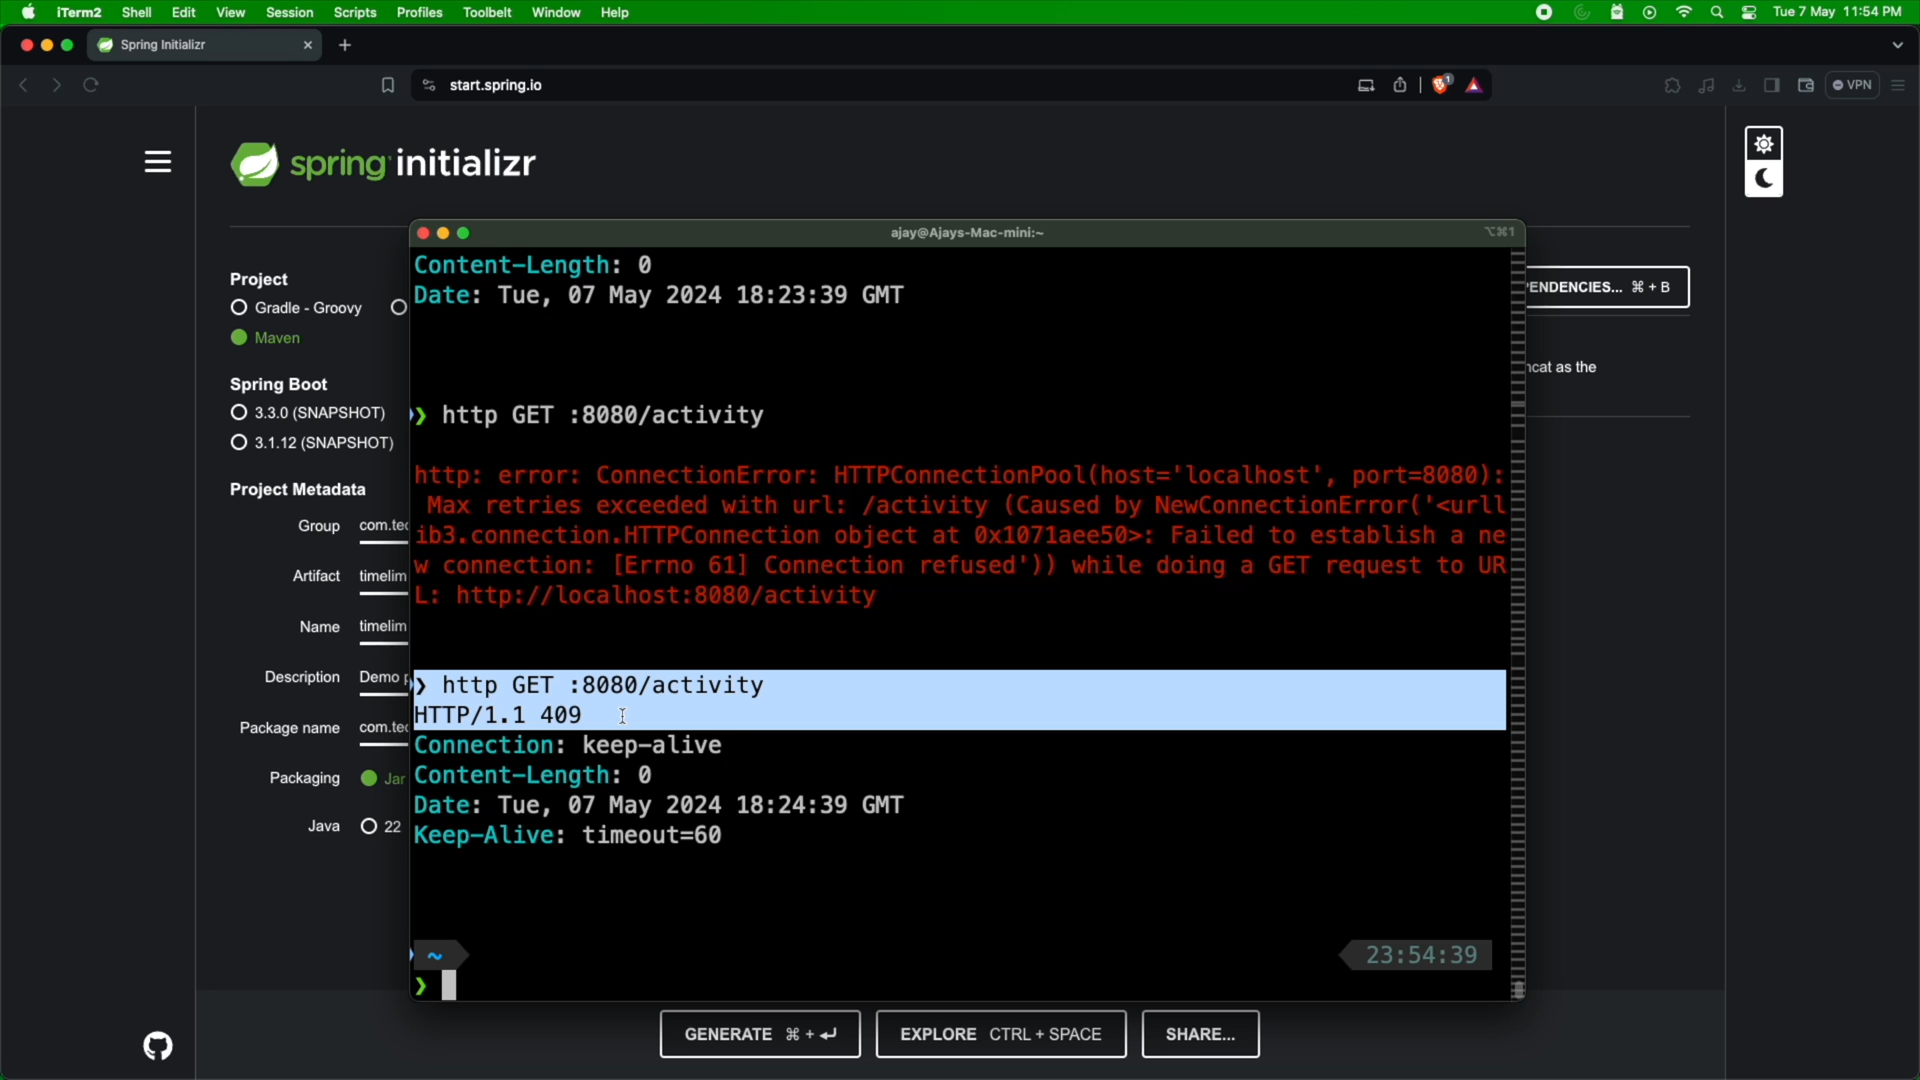 iTerm2 Shell Edit View Session Scripts Profiles Toolbelt Window Help Tue 7 May 11:54 PM
Spring Initializr
start.spring.io 1 VPN
spring initializr
ajay@Ajays-Mac-mini:~ ⌥⌘1
Content-Length: 0
Date: Tue, 07 May 2024 18:23:39 GMT
❯ http GET :8080/activity
http: error: ConnectionError: HTTPConnectionPool(host='localhost', port=8080):
Max retries exceeded with url: /activity (Caused by NewConnectionError('<urll
ib3.connection.HTTPConnection object at 0x1071aee50>: Failed to establish a ne
w connection: [Errno 61] Connection refused')) while doing a GET request to UR
L: http://localhost:8080/activity
❯ http GET :8080/activity
HTTP/1.1 409
Connection: keep-alive
Content-Length: 0
Date: Tue, 07 May 2024 18:24:39 GMT
Keep-Alive: timeout=60
~ 23:54:39
❯
Project
Gradle - Groovy
Maven
Spring Boot
3.3.0 (SNAPSHOT)
3.1.12 (SNAPSHOT)
Project Metadata
Group com.tec
Artifact timelim
Name timelim
Description Demo
Package name com.tec
Packaging Jar
Java 22
ENDENCIES... ⌘ + B
cat as the
GENERATE ⌘ + ↵ EXPLORE CTRL + SPACE SHARE...